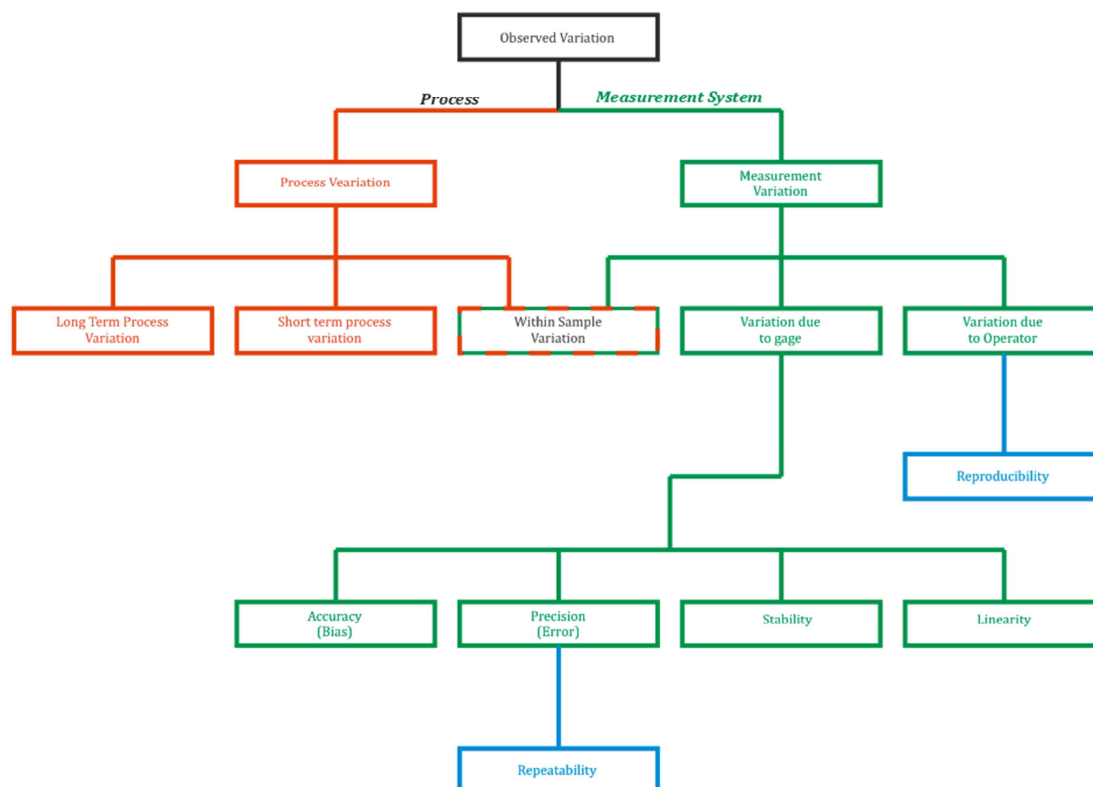 Observed Variation
Process
Measurement System
Process Veariation
Measurement
Variation
Long Term Process
Variation
Short term process
variation
Within Sample
Variation
Variation due
to gage
Variation due
to Operator
Reproducibility
Accuracy
(Bias)
Precision
(Error)
Stability
Linearity
Repeatability